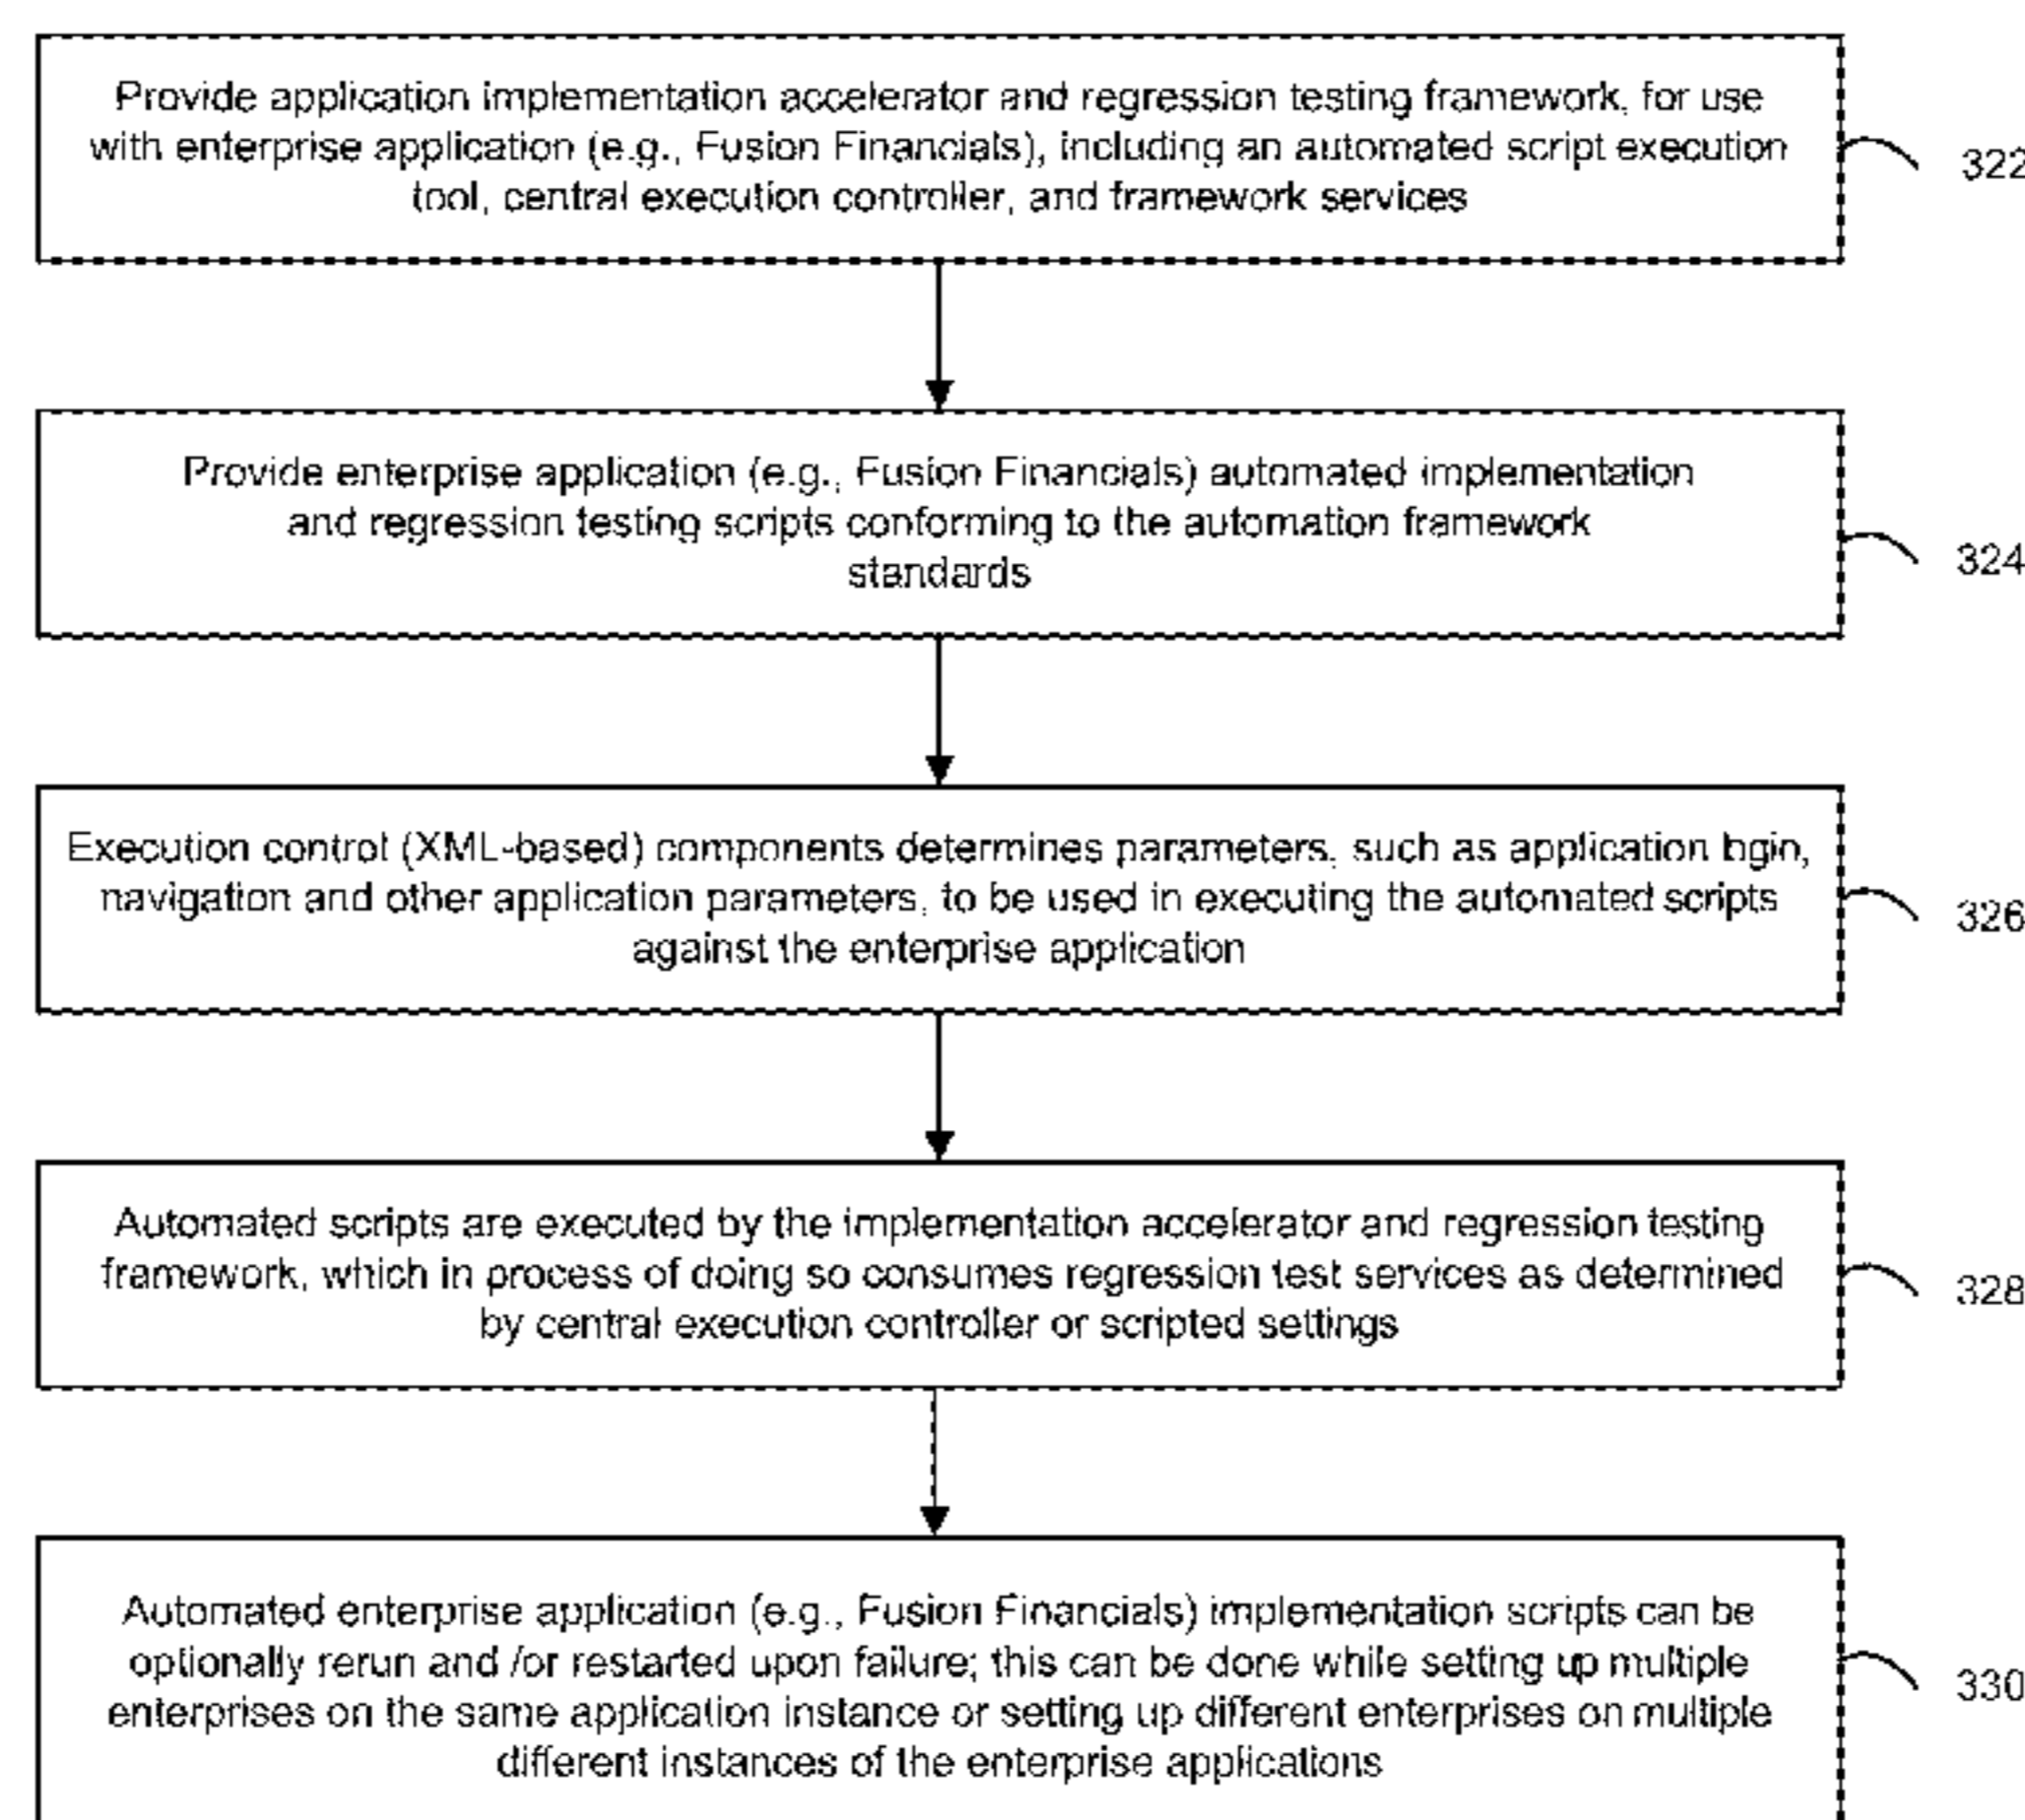 Provide application implementation accelerator and regression testing framework, for use
with enterprise application (e.g., Fusion Financials), including an automated script execution
tool, central execution controller, and framework services
322
Provide enterprise application (e.g., Fusion Financials) automated implementation
and regression testing scripts conforming to the automation framework
standards
324
Execution control (XML-based) components determines parameters, such as application login,
navigation and other application parameters, to be used in executing the automated scripts
against the enterprise application
326
Automated scripts are executed by the implementation accelerator and regression testing
framework, which in process of doing so consumes regression test services as determined
by central execution controller or scripted settings
328
Automated enterprise application (e.g., Fusion Financials) implementation scripts can be
optionally rerun and /or restarted upon failure; this can be done while setting up multiple
enterprises on the same application instance or setting up different enterprises on multiple
different instances of the enterprise applications
330